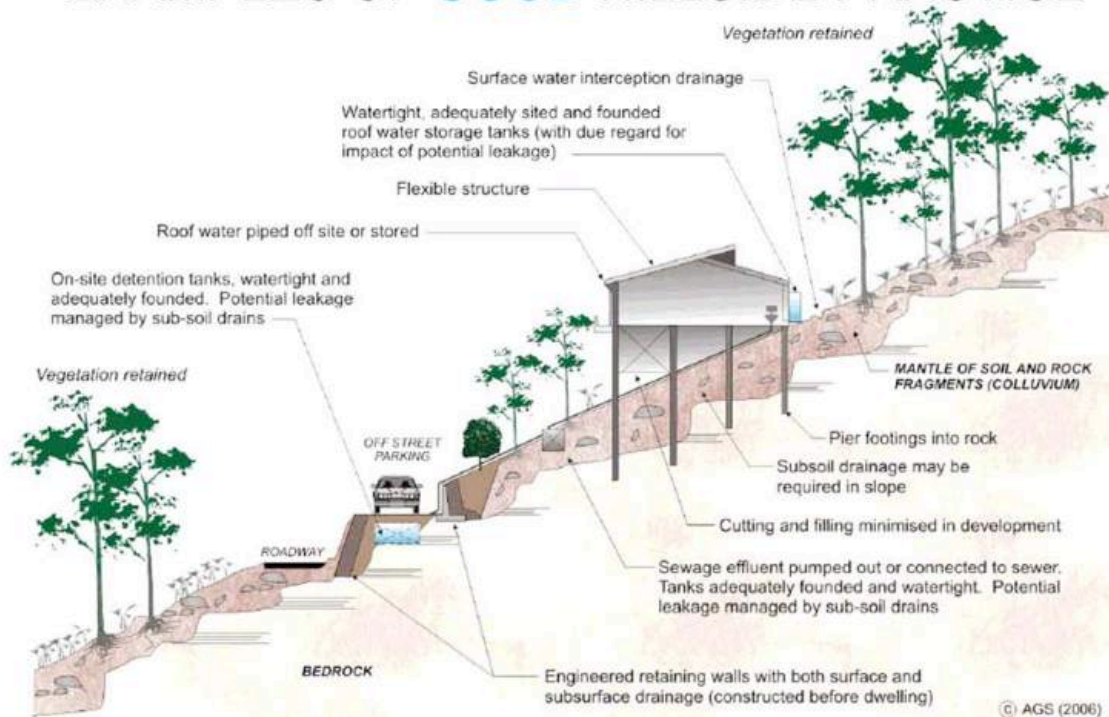 GOOD
Vegetation retained
Surface water interception drainage
Watertight, adequately sited and founded
roof water storage tanks (with due regard for
impact of potential leakage)
Flexible structure
Roof water piped off site or stored
On-site detention tanks, watertight and
adequately founded. Potential leakage
managed by sub-soil drains
Vegetation retained
MANTLE OF SOIL AND ROCK
FRAGMENTS (COLLUVIUM)
OFF STREET
PARKING
Pier footings into rock
Subsoil drainage may be
required in slope
Cutting and filling minimised in development
ROADWAY
Sewage effluent pumped out or connected to sewer.
Tanks adequately founded and watertight. Potential
leakage managed by sub-soil drains
BEDROCK
Engineered retaining walls with both surface and
subsurface drainage (constructed before dwelling)
© AGS (2006)